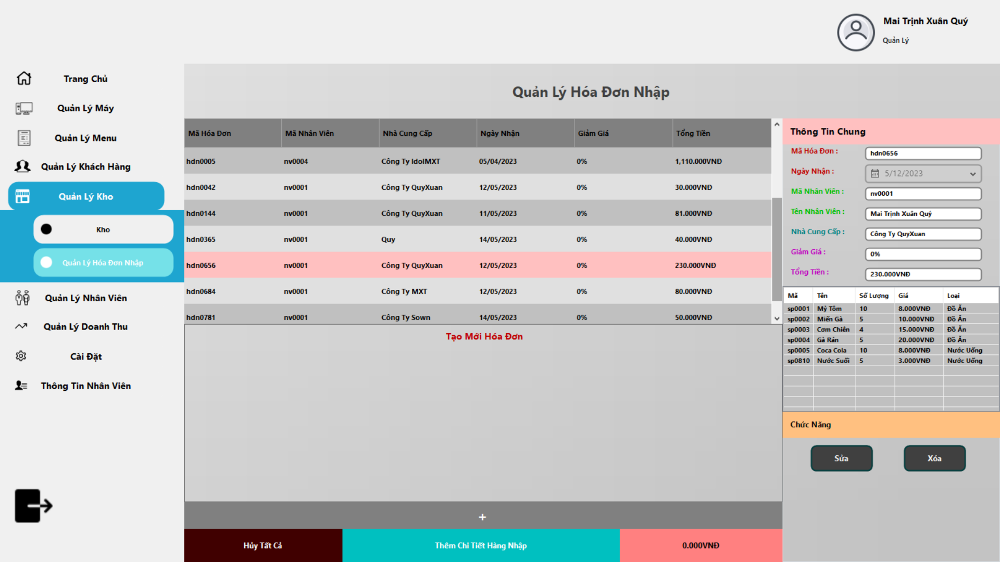 Mai Trịnh Xuân Quý
Quản Lý
Trang Chủ
Quản Lý Máy
Quản Lý Menu
Quản Lý Khách Hàng
Quản Lý Kho
Kho
Quản Lý Hóa Đơn Nhập
Quản Lý Nhân Viên
Quản Lý Doanh Thu
Cài Đặt
Thông Tin Nhân Viên
Quản Lý Hóa Đơn Nhập
Mã Hóa Đơn Mã Nhân Viên Nhà Cung Cấp Ngày Nhận Giảm Giá Tổng Tiền
hdn0005 nv0004 Công Ty IdolMXT 05/04/2023 0% 1,110.000VNĐ
hdn0042 nv0001 Công Ty QuyXuan 12/05/2023 0% 30.000VNĐ
hdn0144 nv0001 Công Ty QuyXuan 11/05/2023 0% 81.000VNĐ
hdn0365 nv0001 Quy 14/05/2023 0% 40.000VNĐ
hdn0656 nv0001 Công Ty QuyXuan 12/05/2023 0% 230.000VNĐ
hdn0684 nv0001 Công Ty MXT 12/05/2023 0% 80.000VNĐ
hdn0781 nv0001 Công Ty Sown 14/05/2023 0% 50.000VNĐ
Tạo Mới Hóa Đơn
+
Hủy Tất Cả Thêm Chi Tiết Hàng Nhập 0.000VNĐ
Thông Tin Chung
Mã Hóa Đơn : hdn0656
Ngày Nhận : 5/12/2023
Mã Nhân Viên : nv0001
Tên Nhân Viên : Mai Trịnh Xuân Quý
Nhà Cung Cấp : Công Ty QuyXuan
Giảm Giá : 0%
Tổng Tiền : 230.000VNĐ
Mã Tên Số Lượng Giá Loại
sp0001 Mỳ Tôm 10 8.000VNĐ Đồ Ăn
sp0002 Miến Gà 5 10.000VNĐ Đồ Ăn
sp0003 Cơm Chiên 4 15.000VNĐ Đồ Ăn
sp0004 Gà Rán 5 20.000VNĐ Đồ Ăn
sp0005 Coca Cola 10 8.000VNĐ Nước Uống
sp0810 Nước Suối 5 3.000VNĐ Nước Uống
Chức Năng
Sửa Xóa